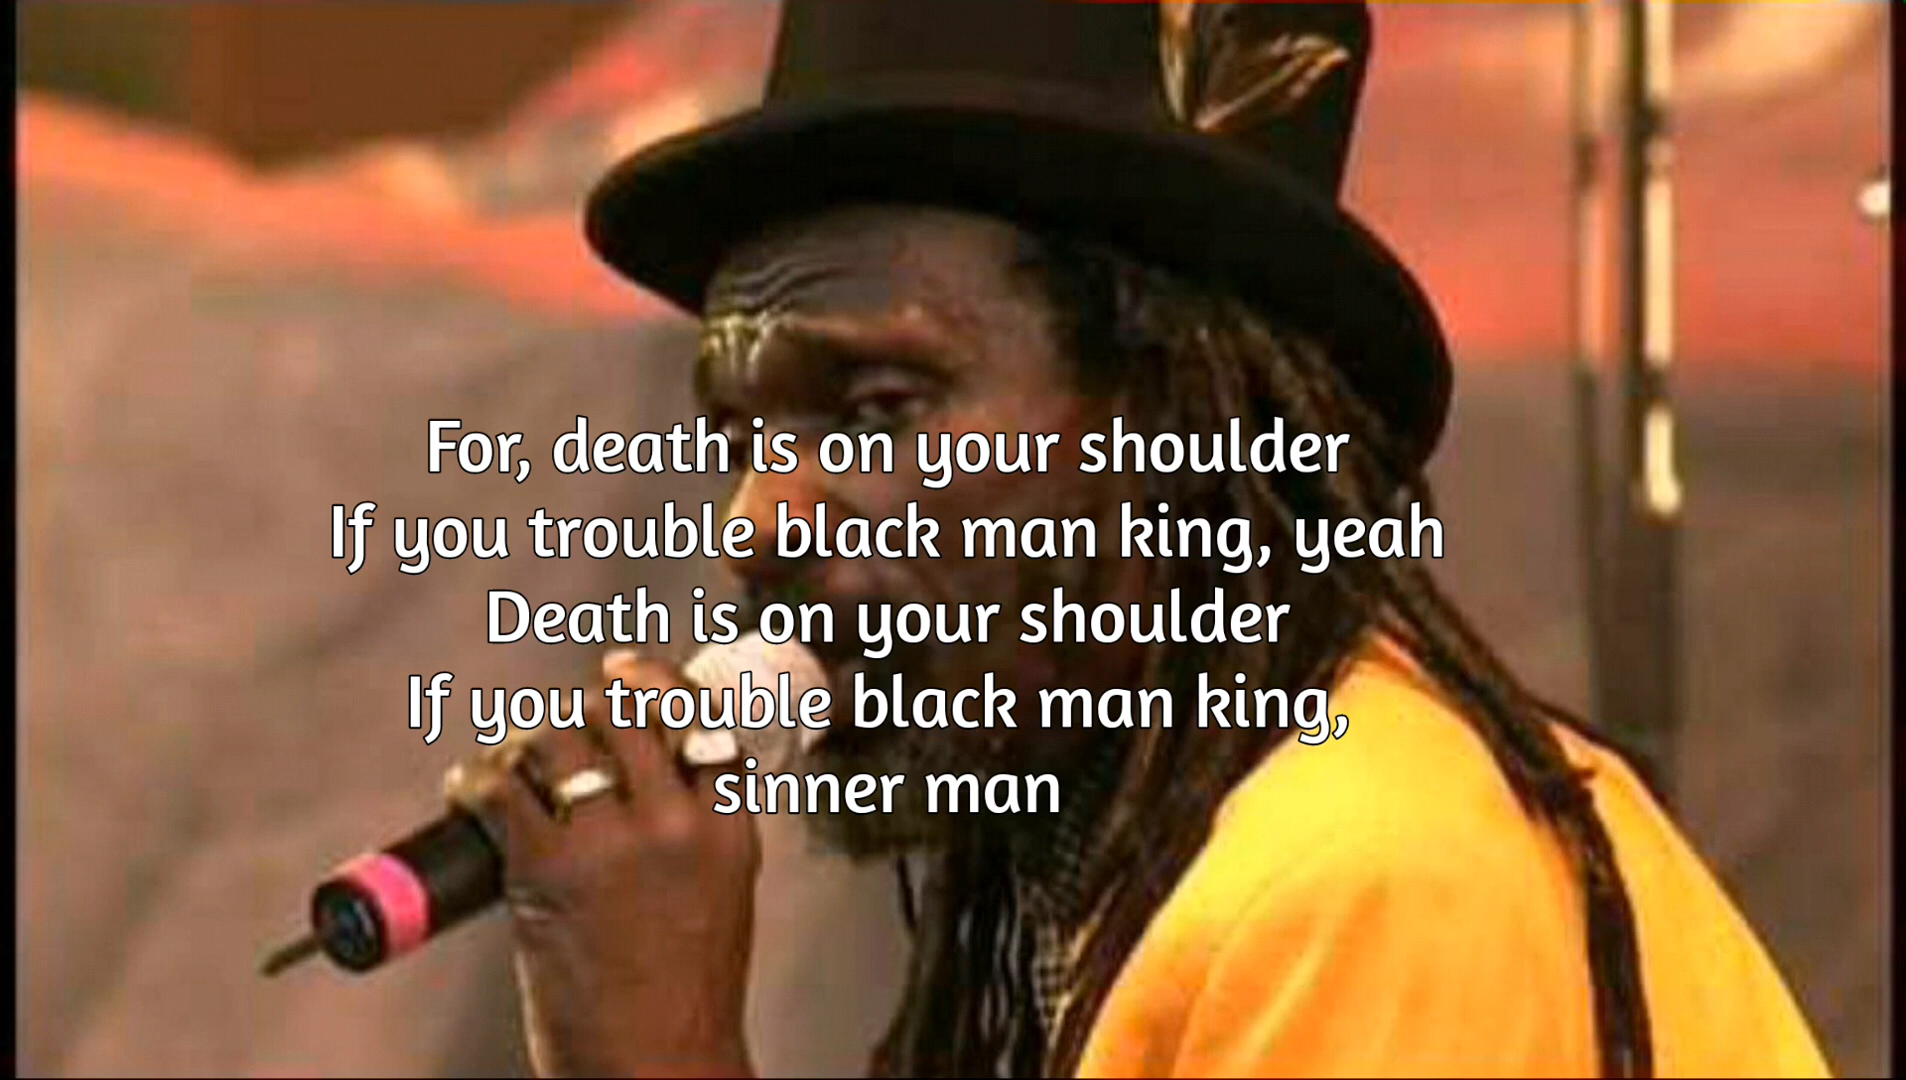 For, death is on your shoulder
If you trouble black man king, yeah
Death is on your shoulder
If you trouble black man king,
sinner man